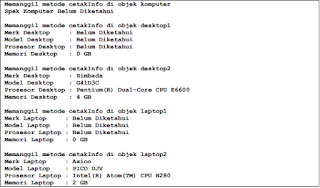 Memanggil metode cetakInfo di objek komputer
Spek Komputer Belum Diketahui
Memanggil metode cetakInfo di objek desktop1
Merk Desktop : Belum Diketahui
Model Desktop : Belum Diketahui
Prosesor Desktop : Belum Diketahui
Memori Desktop : 0 GB
Memanggil metode cetakInfo di objek desktop2
Merk Desktop : Simbada
Model Desktop : G41D3C
Prosesor Desktop : Pentium(R) Dual-Core CPU E6600
Memori Desktop : 4 GB
Memanggil metode cetakInfo di objek laptop1
Merk Laptop : Belum Diketahui
Model Laptop : Belum Diketahui
Prosesor Laptop : Belum Diketahui
Memori Laptop : 0 GB
Memanggil metode cetakInfo di objek laptop2
Merk Laptop : Axioo
Model Laptop : PICO DJV
Prosesor Laptop : Intel(R) Atom(TM) CPU N280
Memori Laptop : 2 GB